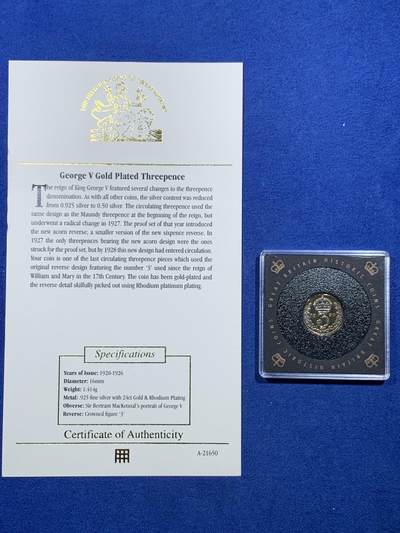 George V Gold Plated Threepence
The reign of King George V featured several changes to the threepence
denomination. As with all other coins, the silver content was reduced
from 0.925 silver to 0.50 silver. The circulating threepence used the
same design as the Maundy threepence at the beginning of the reign, but
underwent a radical change in 1927. The proof set of that year introduced
the new acorn reverse, a smaller version of the new sixpence reverse. In
1927 the only threepences bearing the new acorn design were the ones
struck for the proof set, but by 1928 this new design had entered circulation.
Your coin is one of the last circulating threepence pieces which used the
original reverse design featuring the number '3' used since the reign of
William and Mary in the 17th Century. The coin has been gold-plated and
the reverse detail skilfully picked out using Rhodium platinum plating.
Specifications
Years of Issue: 1920-1926
Diameter: 16mm
Weight: 1.414g
Metal: .925 fine silver with 24ct Gold & Rhodium Plating
Obverse: Sir Bertram MacKennal's portrait of George V
Reverse: Crowned figure '3'
Certificate of Authenticity
A-21650
GREAT BRITAIN HISTORIC COINS
GREAT BRITAIN HISTORIC COINS
3